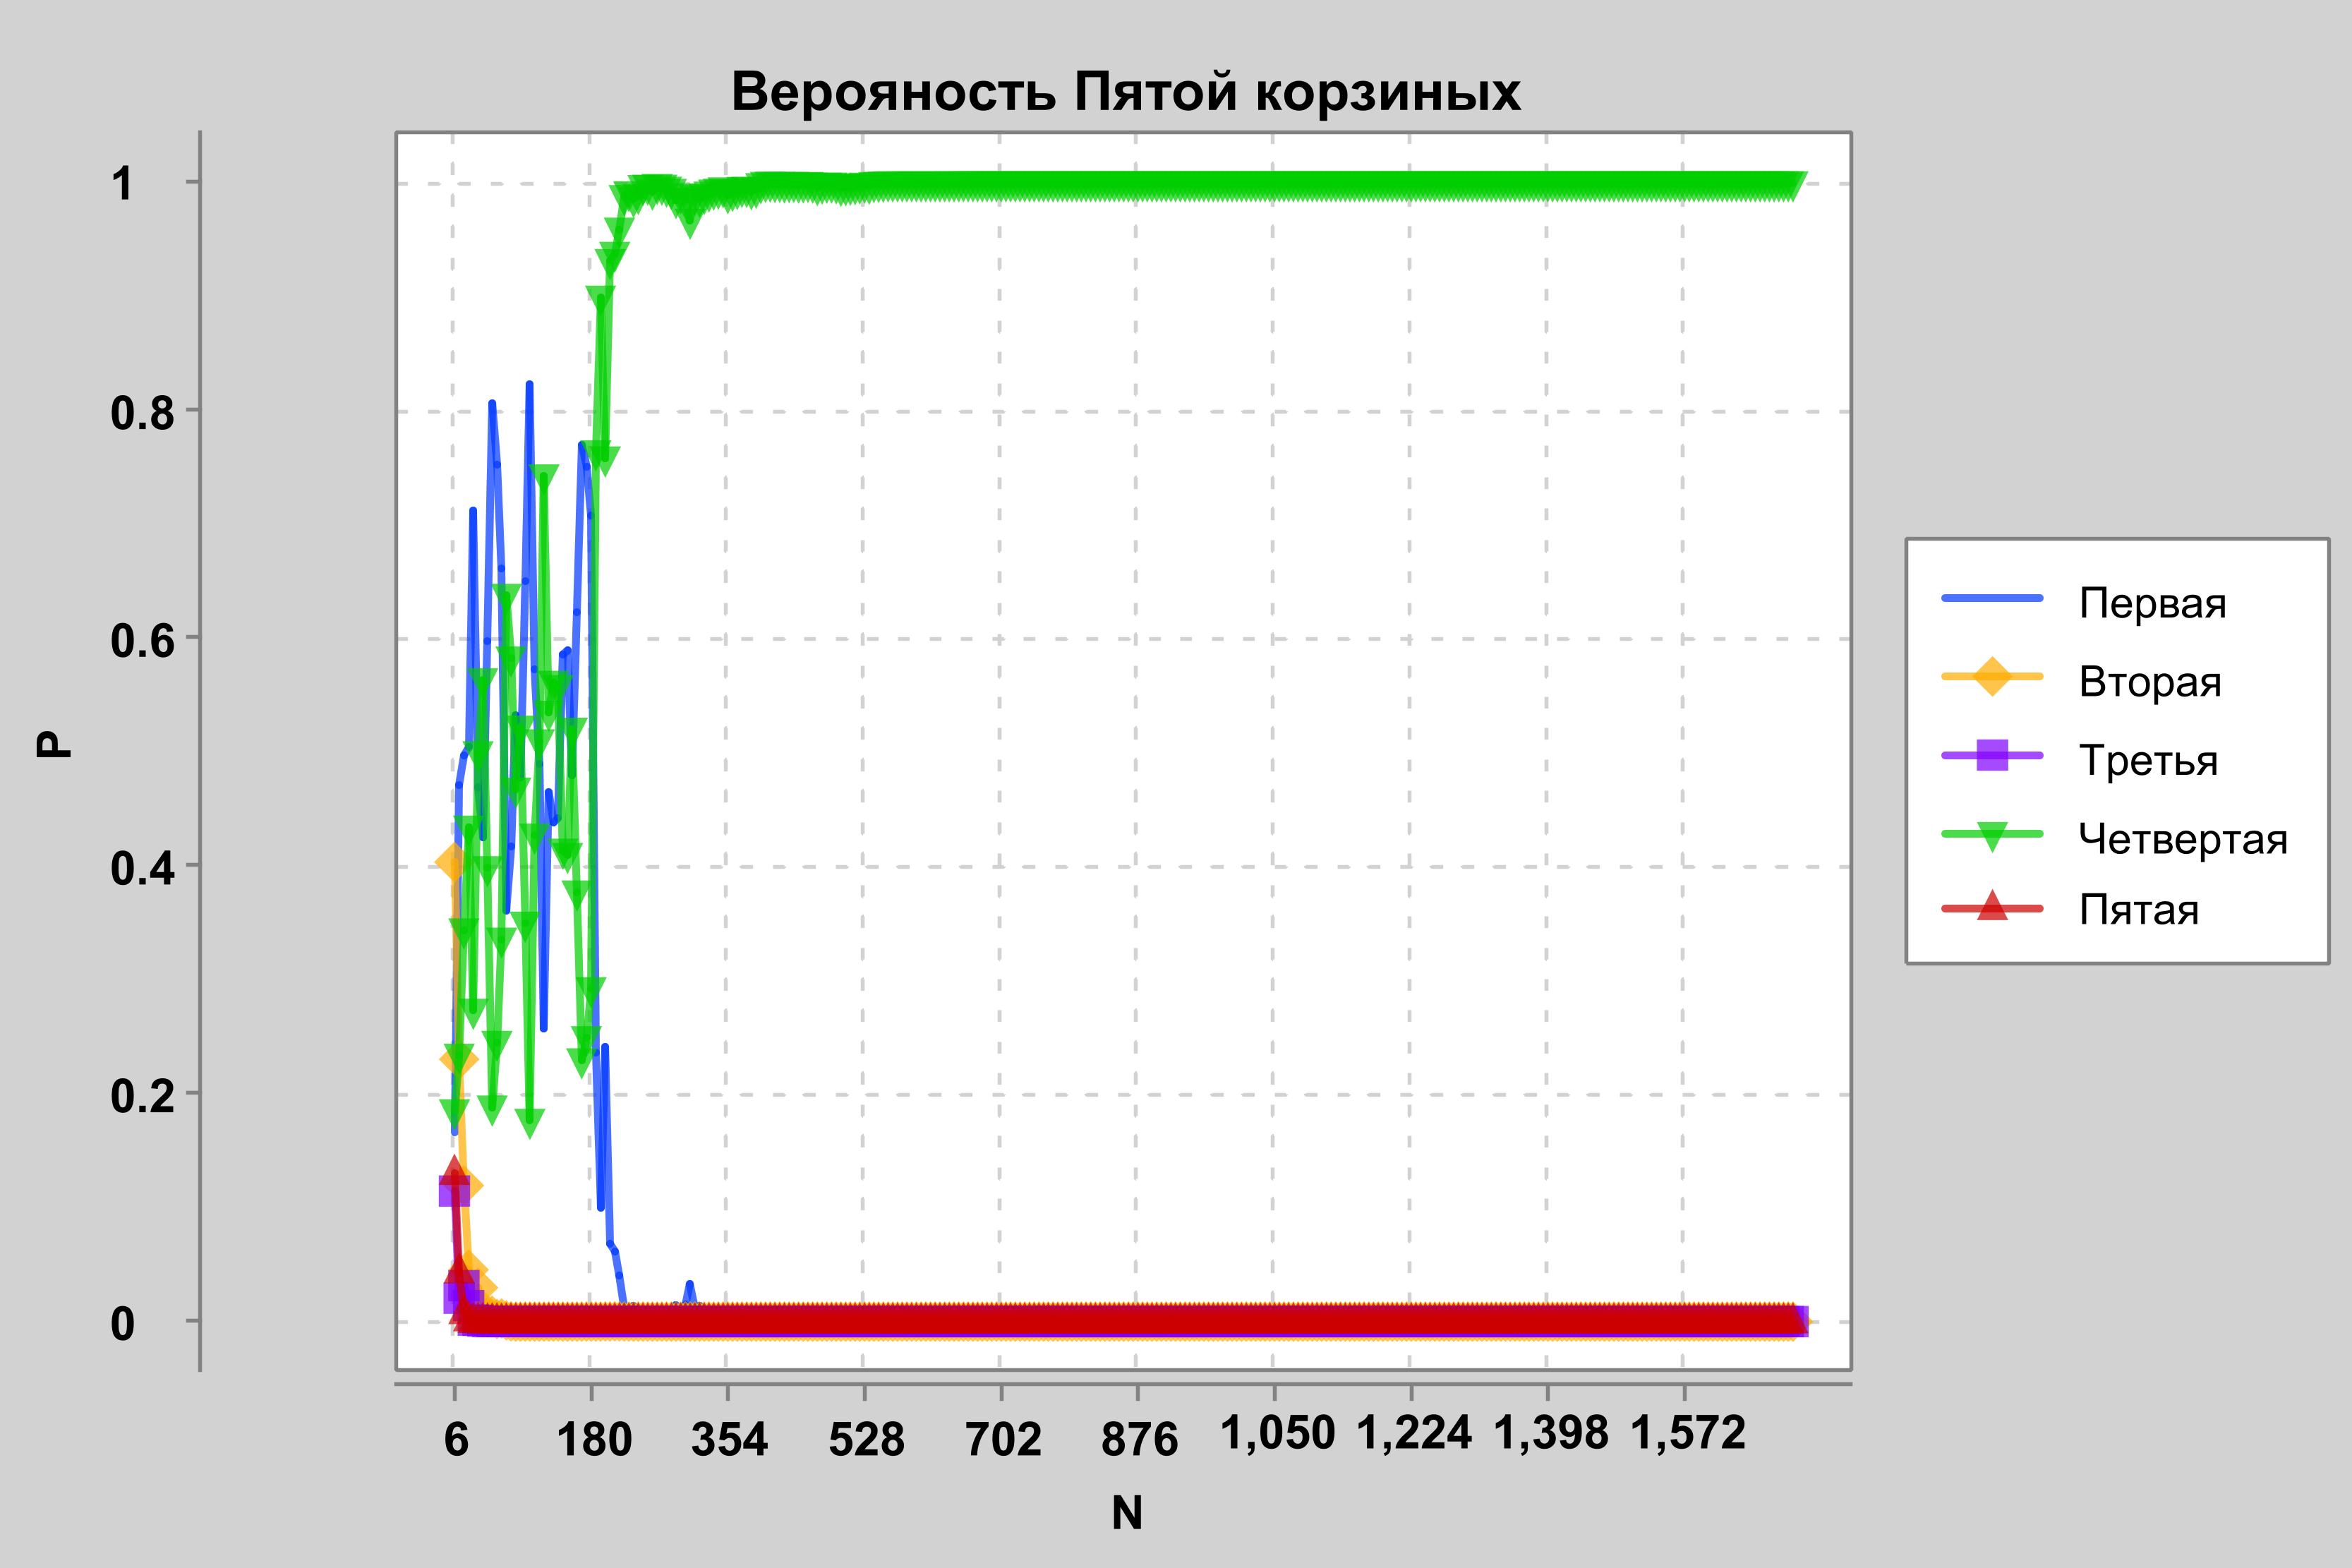 Верояность Пятой корзиных
1
0.8
0.6
0.4
0.2
0
P
6 180 354 528 702 876 1,050 1,224 1,398 1,572
N
Первая
Вторая
Третья
Четвертая
Пятая